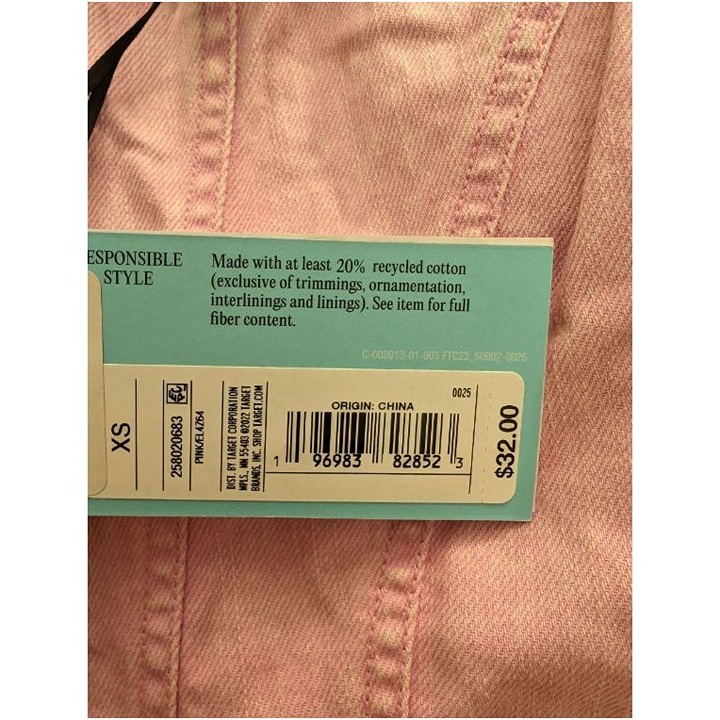 ESPONSIBLE
STYLE
Made with at least 20% recycled cotton
(exclusive of trimmings, ornamentation,
interlinings and linings). See item for full
fiber content.
C-002013-01-003 FTC23_50B02-0025
XS
258020683
PINK/EL4Z64
DIST. BY TARGET CORPORATION
MPLS., MN 55403 ©2022 TARGET
BRANDS, INC. SHOP TARGET.COM
0025
ORIGIN: CHINA
1 96983 82852 3
$32.00